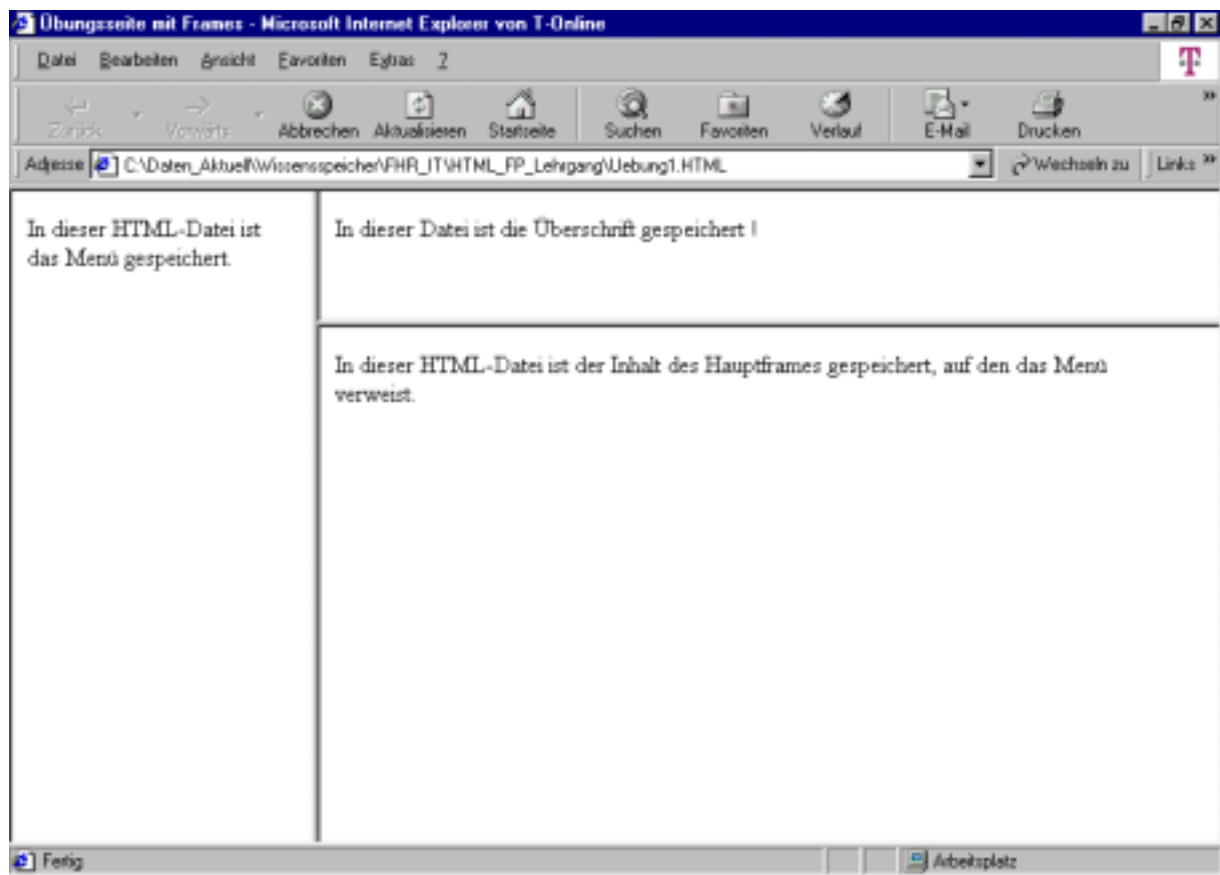 Übungsseite mit Frames - Microsoft Internet Explorer von T-Online
Datei Bearbeiten Ansicht Favoriten Extras ?
T
Zurück Vorwärts Abbrechen Aktualisieren Startseite Suchen Favoriten Verlauf E-Mail Drucken
Adresse C:\Daten_Aktuell\Wissensspeicher\FHR_IT\HTML_FP_Lehrgang\Uebung1.HTML Wechseln zu Links
In dieser HTML-Datei ist
das Menü gespeichert.
In dieser Datei ist die Überschrift gespeichert !
In dieser HTML-Datei ist der Inhalt des Hauptframes gespeichert, auf den das Menü
verweist.
Fertig Arbeitsplatz